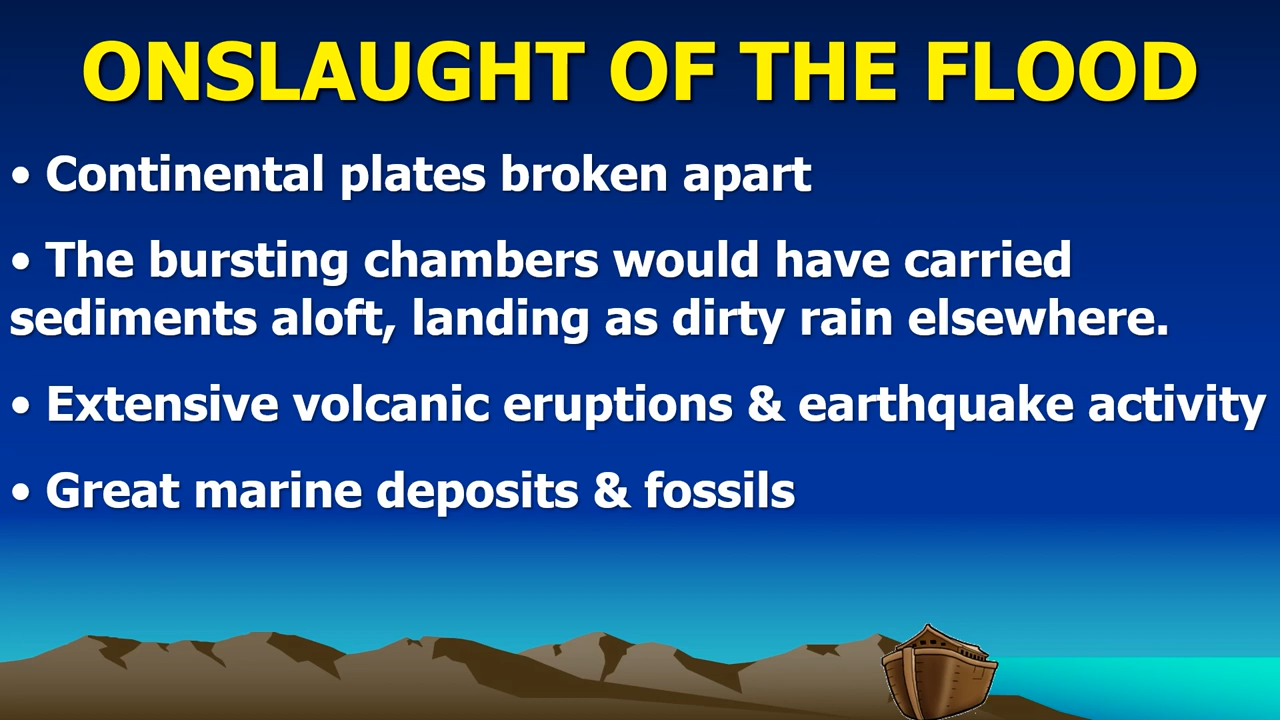 ONSLAUGHT OF THE FLOOD
• Continental plates broken apart
• The bursting chambers would have carried
sediments aloft, landing as dirty rain elsewhere.
• Extensive volcanic eruptions & earthquake activity
• Great marine deposits & fossils